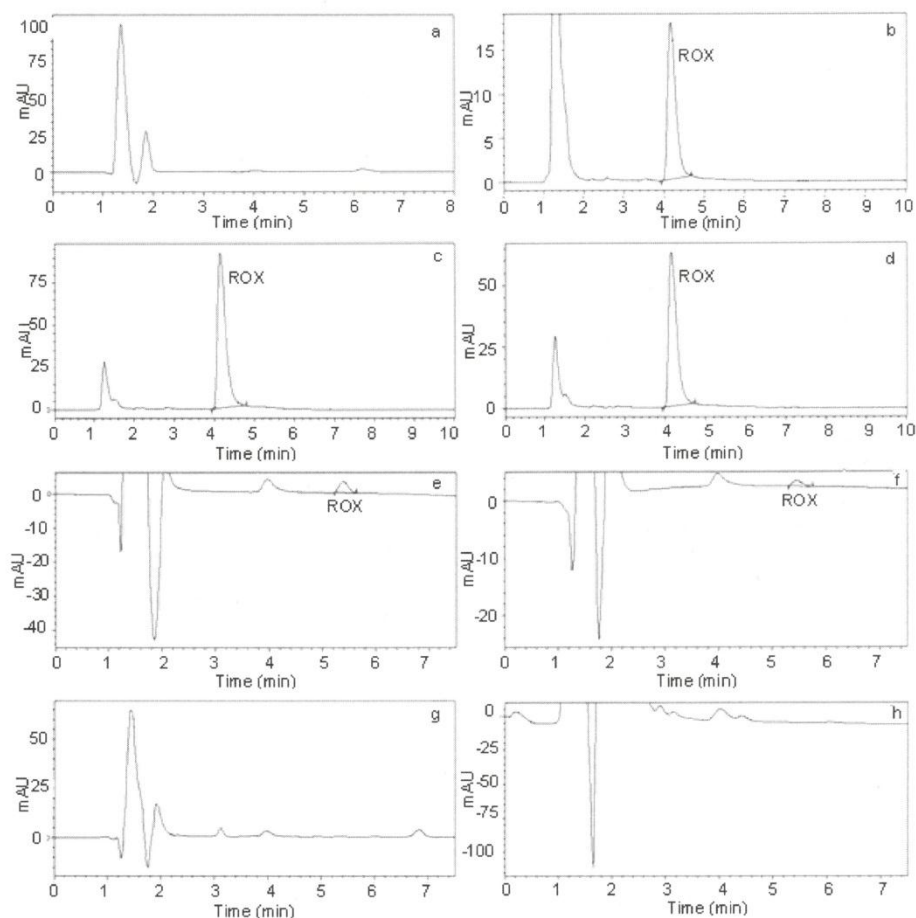 a
100
75
50
25
0
mAU
0 1 2 3 4 5 6 7 8
Time (min)
b
ROX
15
10
5
0
mAU
0 1 2 3 4 5 6 7 8 9 10
Time (min)
c
ROX
75
50
25
0
mAU
0 1 2 3 4 5 6 7 8 9 10
Time (min)
d
ROX
50
25
0
mAU
0 1 2 3 4 5 6 7 8 9 10
Time (min)
e
0
-10
-20
-30
-40
mAU
ROX
0 1 2 3 4 5 6 7
Time (min)
f
0
-10
-20
mAU
ROX
0 1 2 3 4 5 6 7
Time (min)
g
50
25
0
mAU
0 1 2 3 4 5 6 7
Time (min)
h
0
-25
-50
-75
-100
mAU
0 1 2 3 4 5 6 7
Time (min)